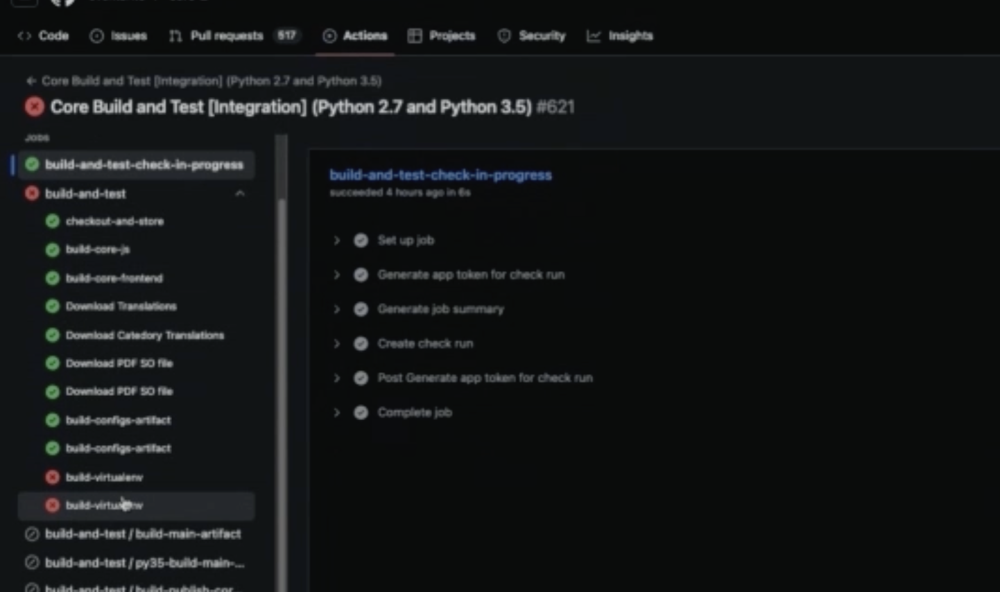 Code Issues Pull requests 517 Actions Projects Security Insights
Core Build and Test [Integration] (Python 2.7 and Python 3.5)
Core Build and Test [Integration] (Python 2.7 and Python 3.5) #621
Jobs
build-and-test-check-in-progress
build-and-test
checkout-and-store
build-core-js
build-core-frontend
Download Translations
Download Catedory Translations
Download PDF SO file
Download PDF SO file
build-configs-artifact
build-configs-artifact
build-virtualenv
build-and-test / build-main-artifact
build-and-test / py35-build-main-...
build-and-test / build-publish-cor...
build-and-test-check-in-progress
succeeded 4 hours ago in 6s
Set up job
Generate app token for check run
Generate job summary
Create check run
Post Generate app token for check run
Complete job